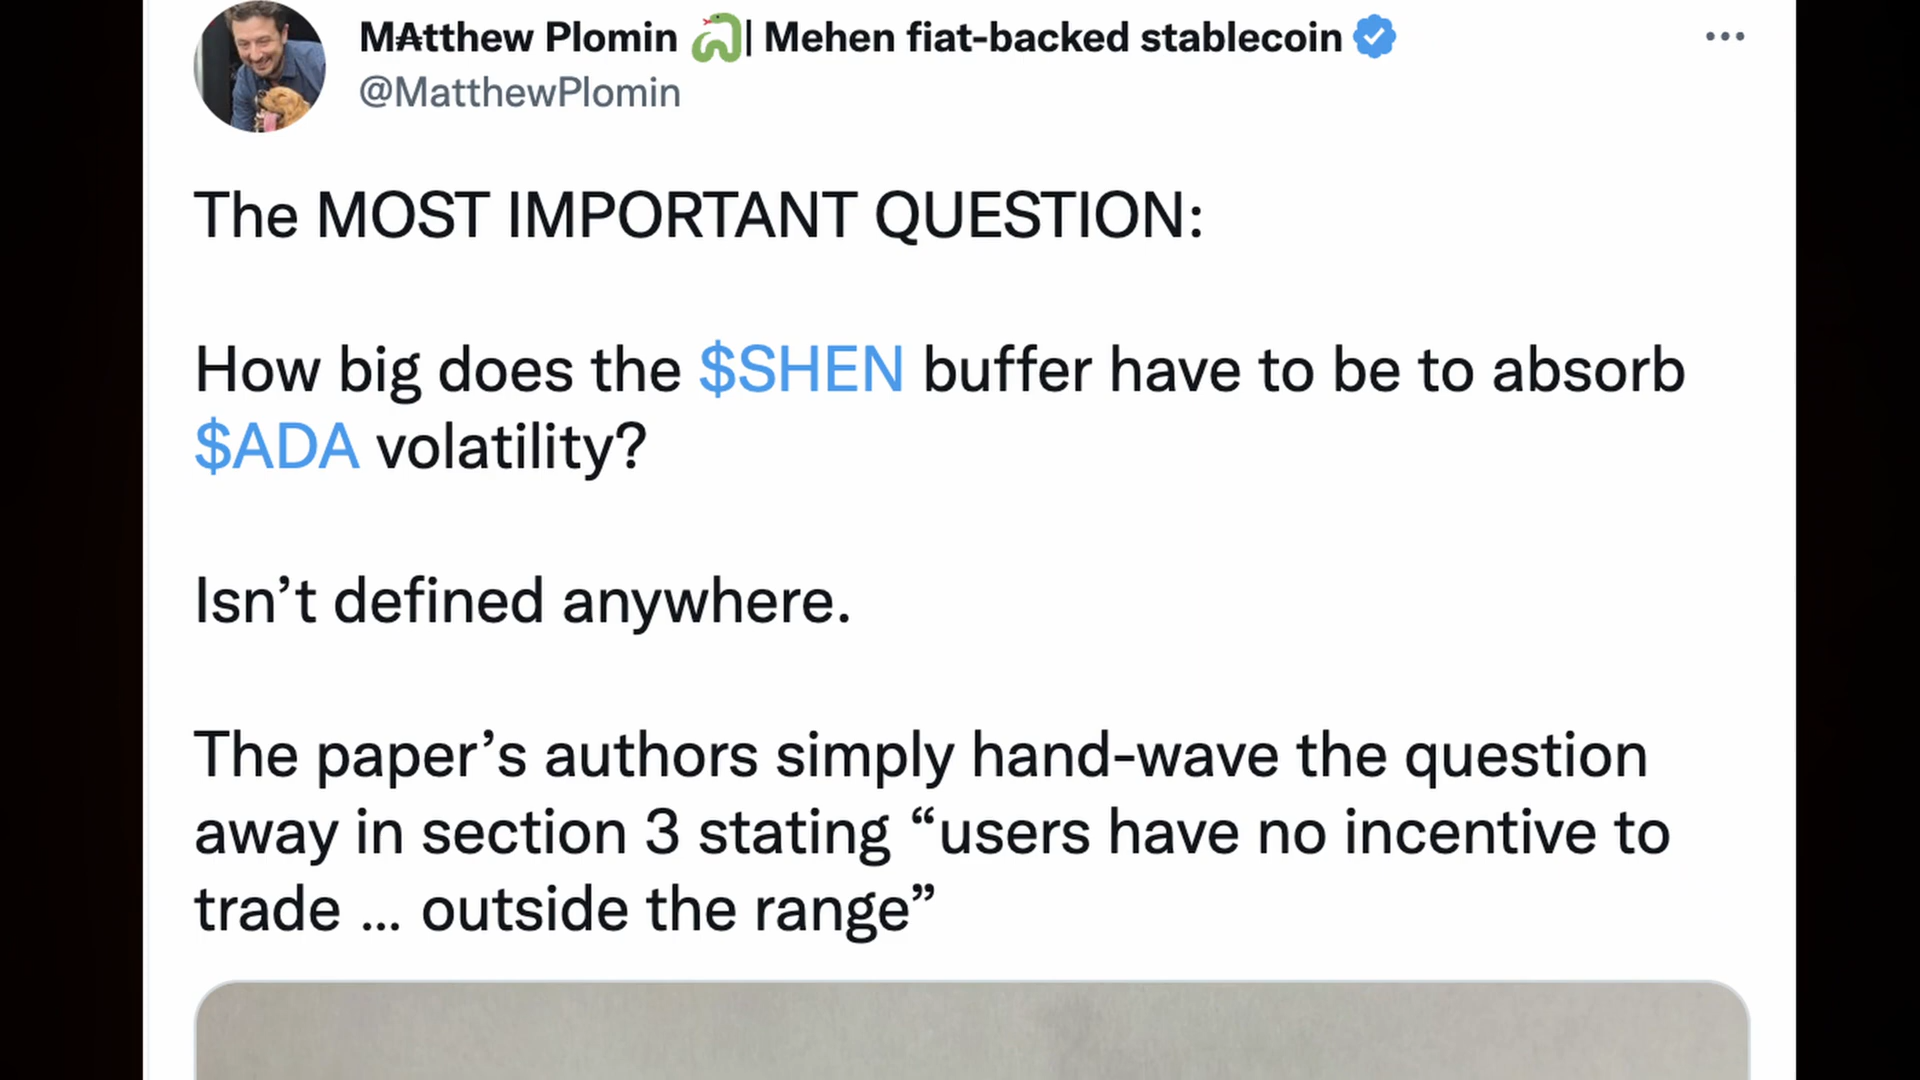 M₳tthew Plomin 🐍| Mehen fiat-backed stablecoin
@MatthewPlomin
The MOST IMPORTANT QUESTION:
How big does the $SHEN buffer have to be to absorb
$ADA volatility?
Isn’t defined anywhere.
The paper’s authors simply hand-wave the question
away in section 3 stating “users have no incentive to
trade ... outside the range”